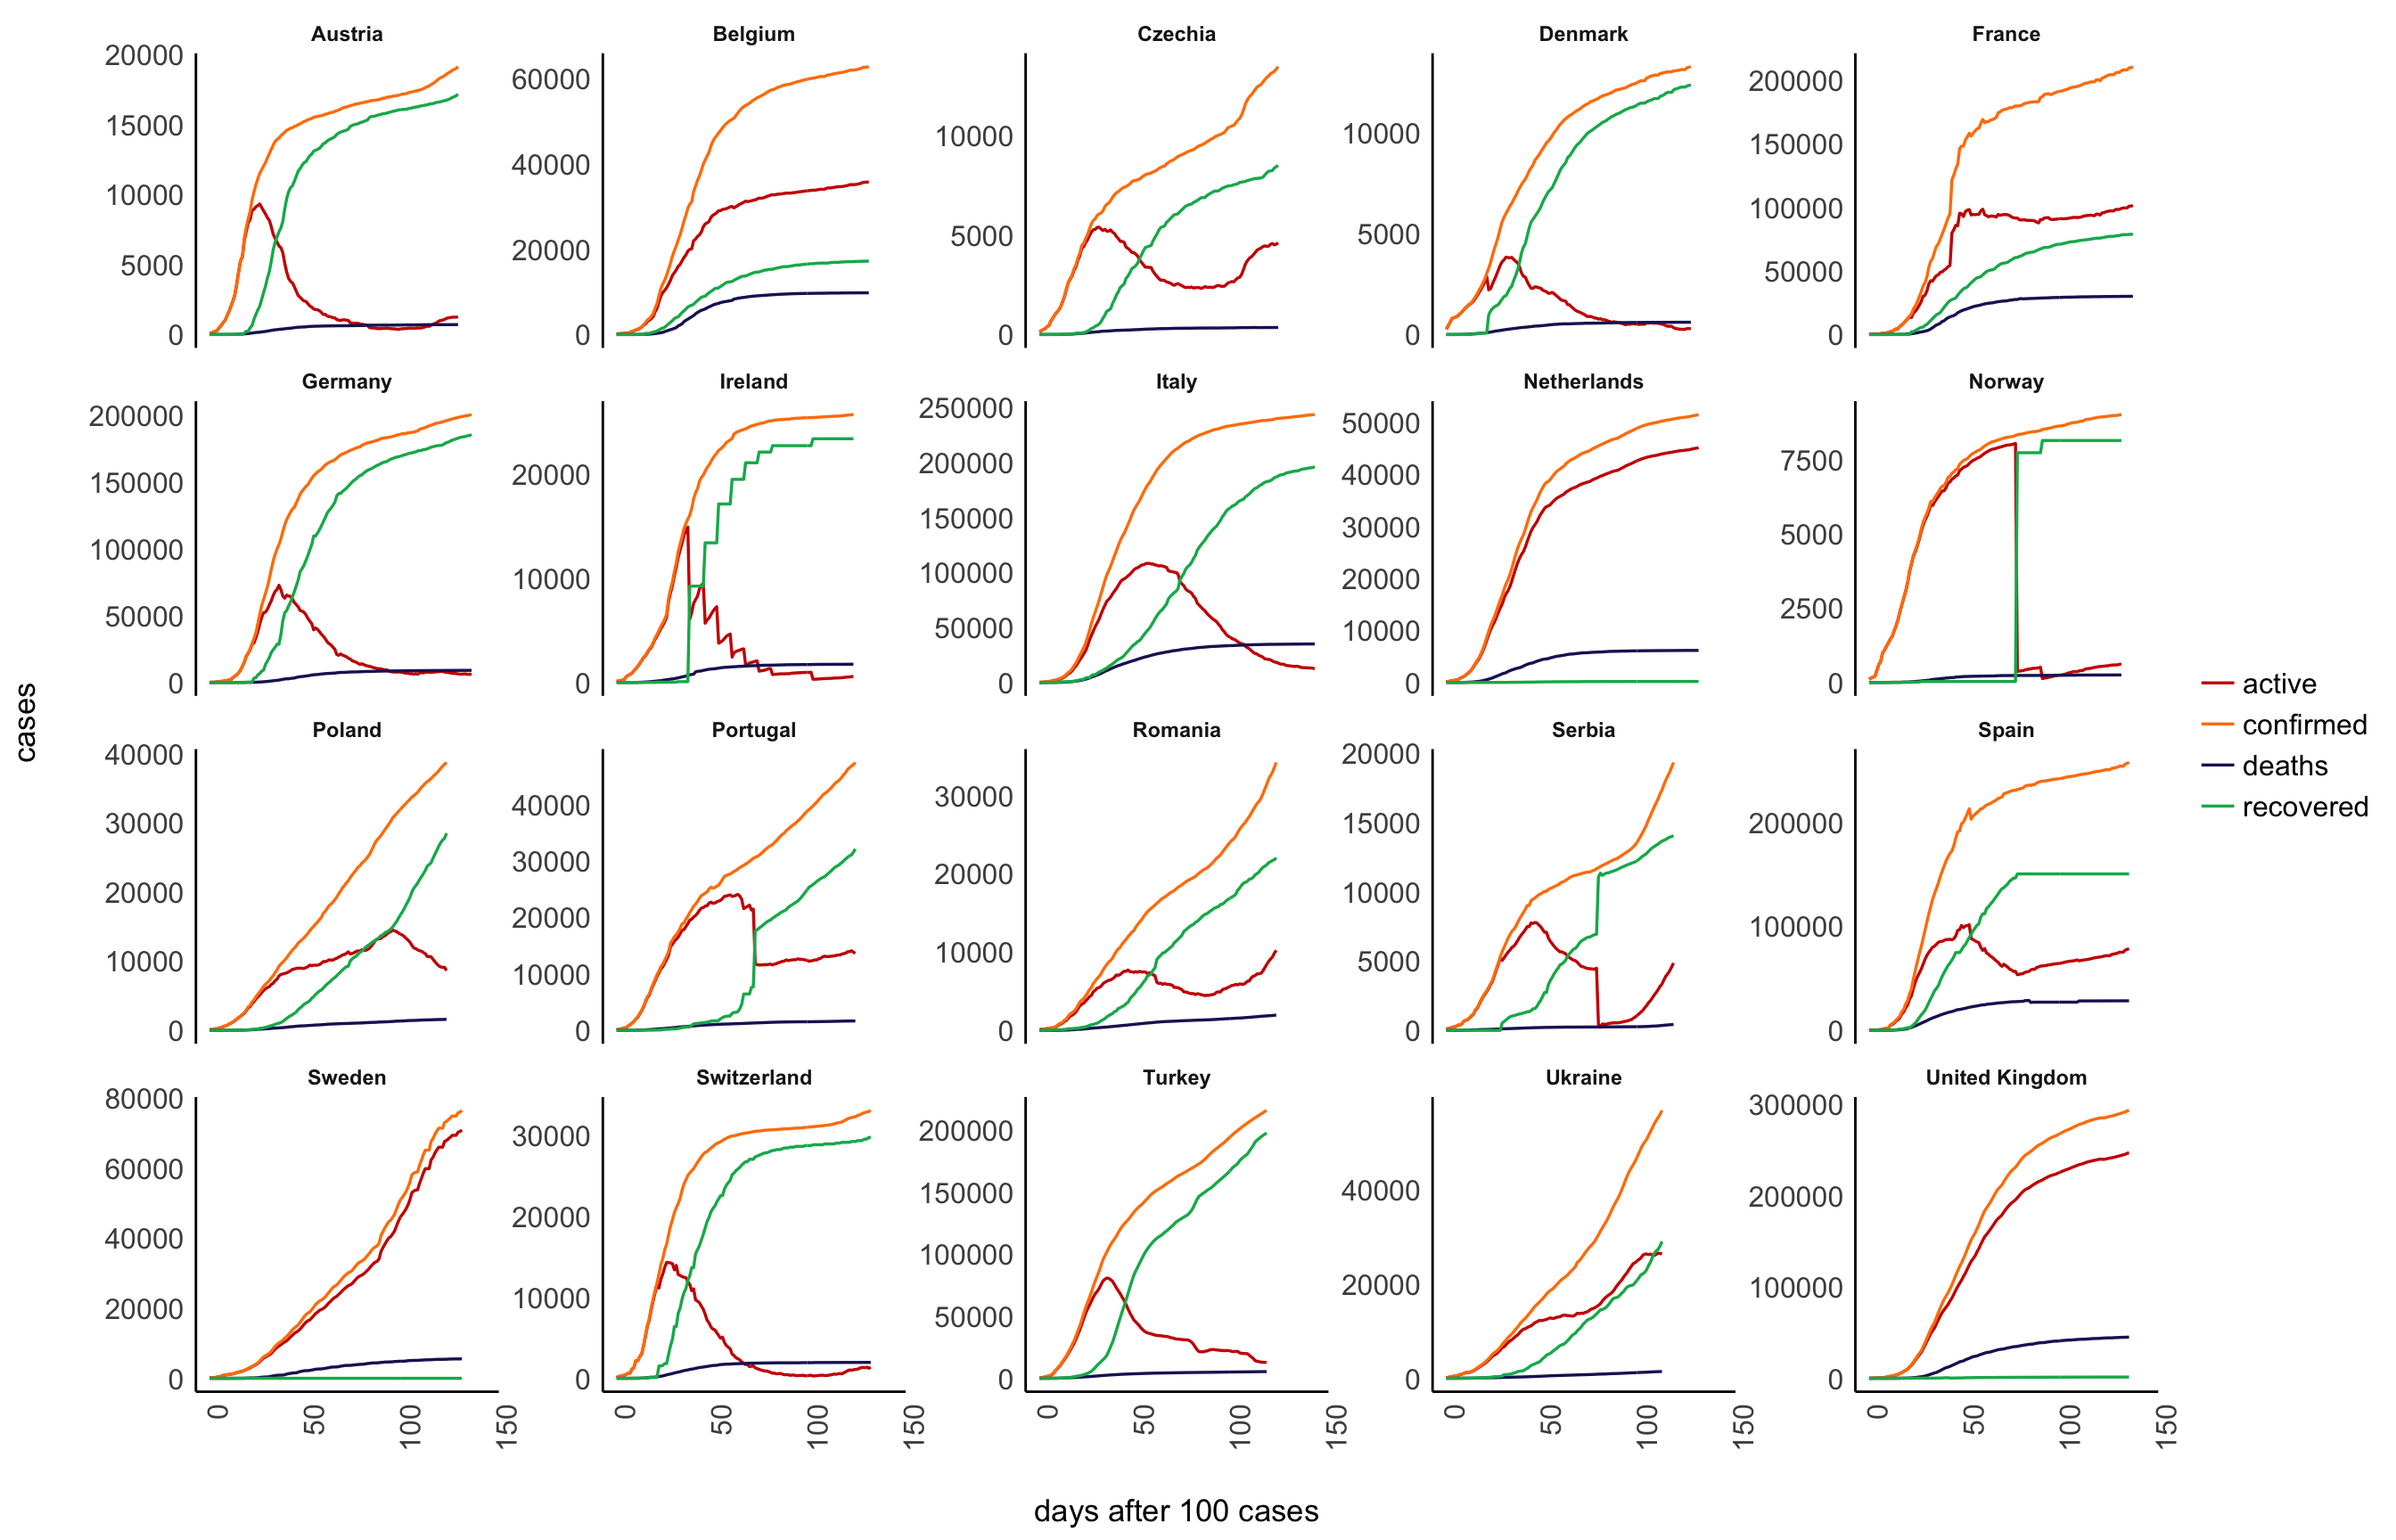 Austria
Belgium
Czechia
Denmark
France
20000
15000
10000
5000
0
60000
40000
20000
0
10000
5000
0
10000
5000
0
200000
150000
100000
50000
0
Germany
Ireland
Italy
Netherlands
Norway
200000
150000
100000
50000
0
20000
10000
0
250000
200000
150000
100000
50000
0
50000
40000
30000
20000
10000
0
7500
5000
2500
0
Poland
Portugal
Romania
Serbia
Spain
40000
30000
20000
10000
0
40000
30000
20000
10000
0
30000
20000
10000
0
20000
15000
10000
5000
0
200000
100000
0
Sweden
Switzerland
Turkey
Ukraine
United Kingdom
80000
60000
40000
20000
0
30000
20000
10000
0
200000
150000
100000
50000
0
40000
20000
0
300000
200000
100000
0
0 50 100 150
0 50 100 150
0 50 100 150
0 50 100 150
0 50 100 150
days after 100 cases
cases
active
confirmed
deaths
recovered